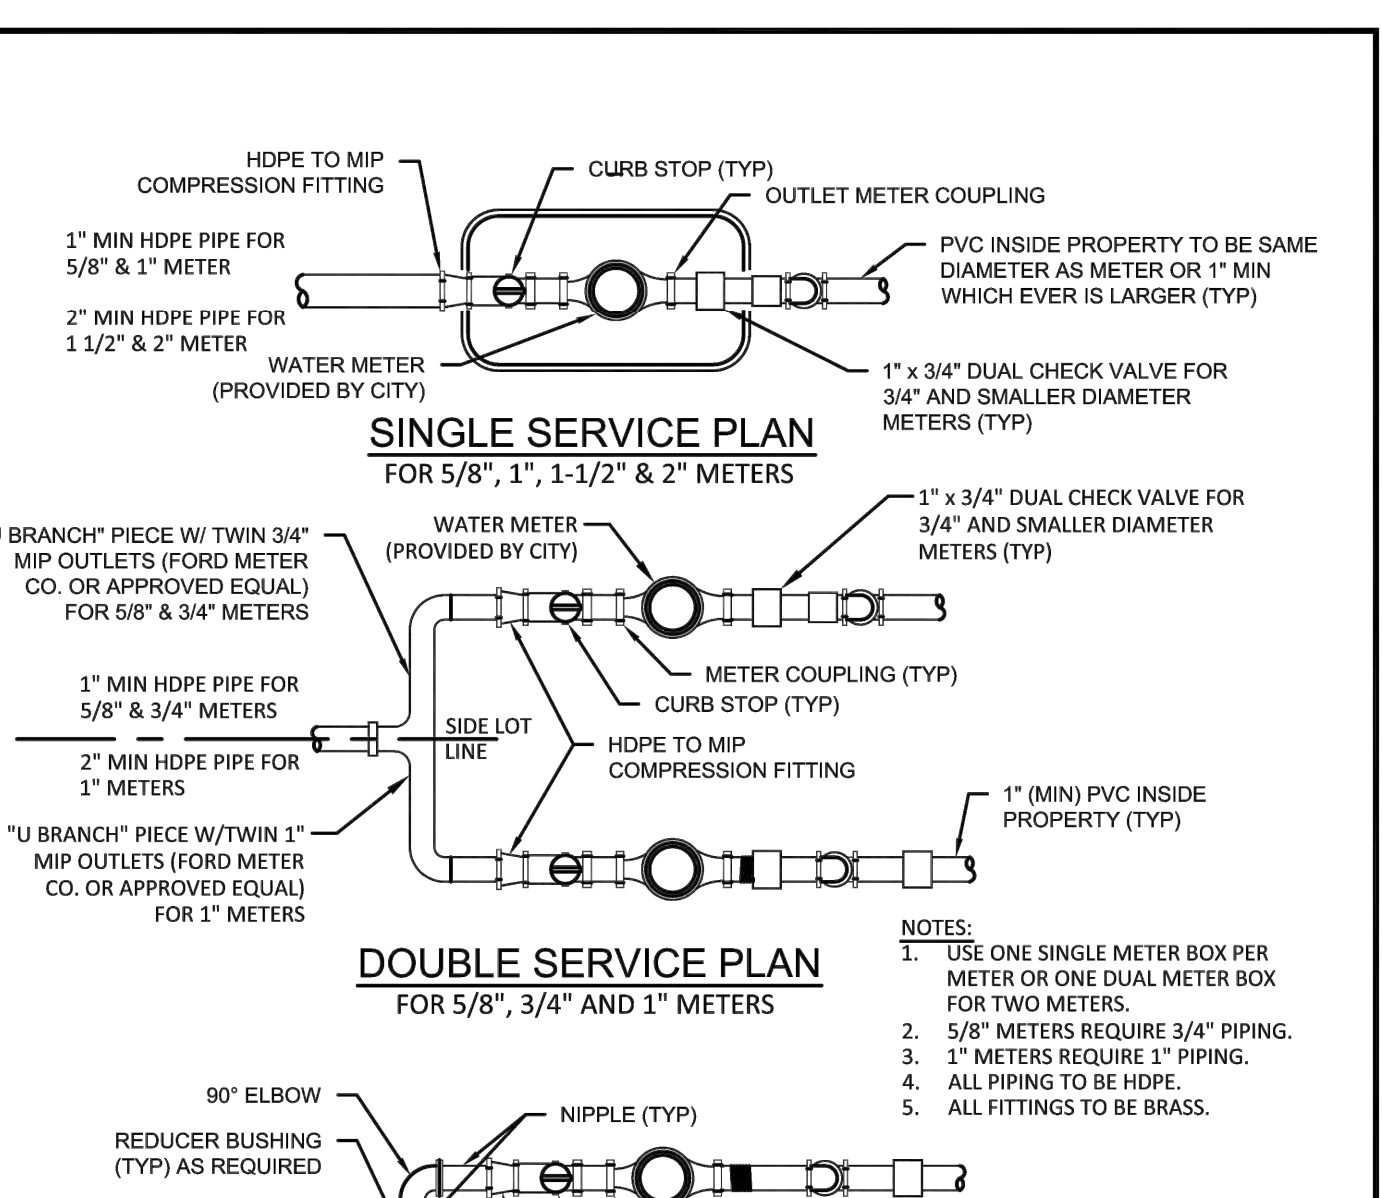 HDPE TO MIP
COMPRESSION FITTING
CURB STOP (TYP)
OUTLET METER COUPLING
1" MIN HDPE PIPE FOR
5/8" & 1" METER
PVC INSIDE PROPERTY TO BE SAME
DIAMETER AS METER OR 1" MIN
WHICH EVER IS LARGER (TYP)
2" MIN HDPE PIPE FOR
1 1/2" & 2" METER
WATER METER
(PROVIDED BY CITY)
1" x 3/4" DUAL CHECK VALVE FOR
3/4" AND SMALLER DIAMETER
METERS (TYP)
SINGLE SERVICE PLAN
FOR 5/8", 1", 1-1/2" & 2" METERS
BRANCH" PIECE W/ TWIN 3/4"
MIP OUTLETS (FORD METER
CO. OR APPROVED EQUAL)
FOR 5/8" & 3/4" METERS
WATER METER
(PROVIDED BY CITY)
1" x 3/4" DUAL CHECK VALVE FOR
3/4" AND SMALLER DIAMETER
METERS (TYP)
METER COUPLING (TYP)
CURB STOP (TYP)
1" MIN HDPE PIPE FOR
5/8" & 3/4" METERS
SIDE LOT
LINE
HDPE TO MIP
COMPRESSION FITTING
2" MIN HDPE PIPE FOR
1" METERS
1" (MIN) PVC INSIDE
PROPERTY (TYP)
"U BRANCH" PIECE W/TWIN 1"
MIP OUTLETS (FORD METER
CO. OR APPROVED EQUAL)
FOR 1" METERS
DOUBLE SERVICE PLAN
FOR 5/8", 3/4" AND 1" METERS
NOTES:
1. USE ONE SINGLE METER BOX PER
METER OR ONE DUAL METER BOX
FOR TWO METERS.
2. 5/8" METERS REQUIRE 3/4" PIPING.
3. 1" METERS REQUIRE 1" PIPING.
4. ALL PIPING TO BE HDPE.
5. ALL FITTINGS TO BE BRASS.
90° ELBOW
NIPPLE (TYP)
REDUCER BUSHING
(TYP) AS REQUIRED